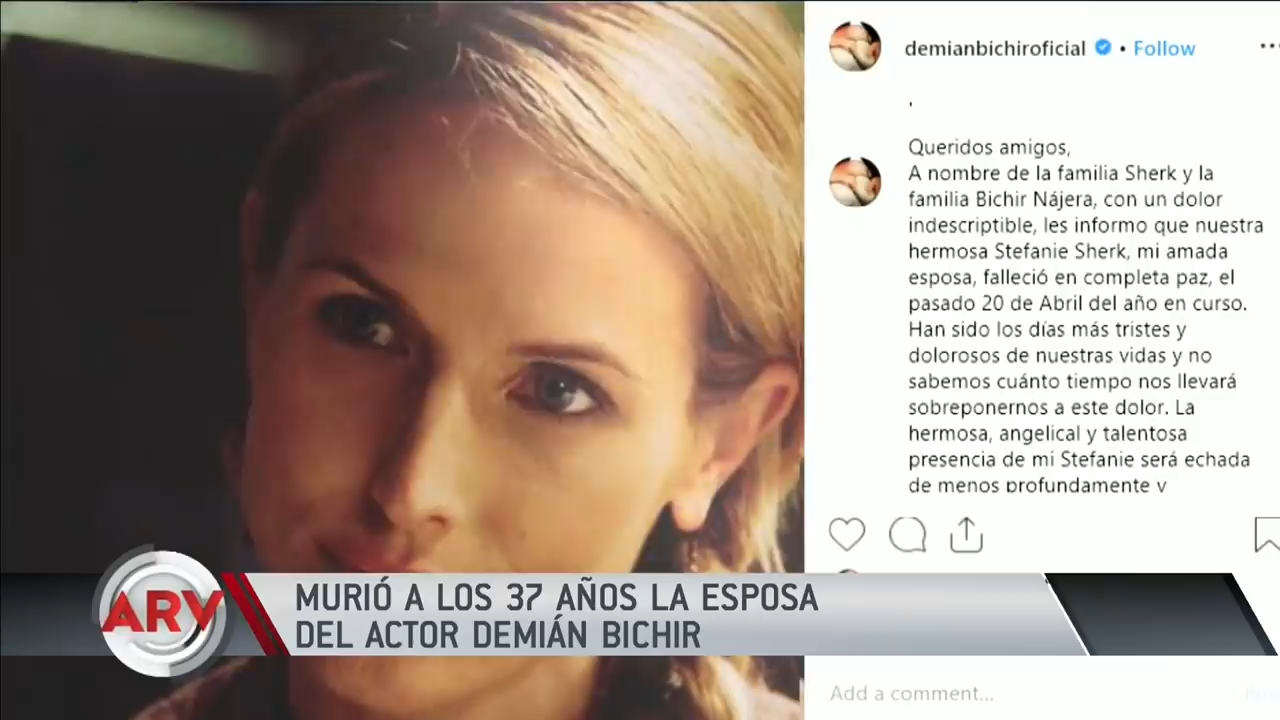 demianbichiroficial • Follow
.
Queridos amigos,
A nombre de la familia Sherk y la
familia Bichir Nájera, con un dolor
indescriptible, les informo que nuestra
hermosa Stefanie Sherk, mi amada
esposa, falleció en completa paz, el
pasado 20 de Abril del año en curso.
Han sido los días más tristes y
dolorosos de nuestras vidas y no
sabemos cuánto tiempo nos llevará
sobreponernos a este dolor. La
hermosa, angelical y talentosa
presencia de mi Stefanie será echada
de menos profundamente y
ARV
MURIÓ A LOS 37 AÑOS LA ESPOSA
DEL ACTOR DEMIÁN BICHIR
Add a comment...